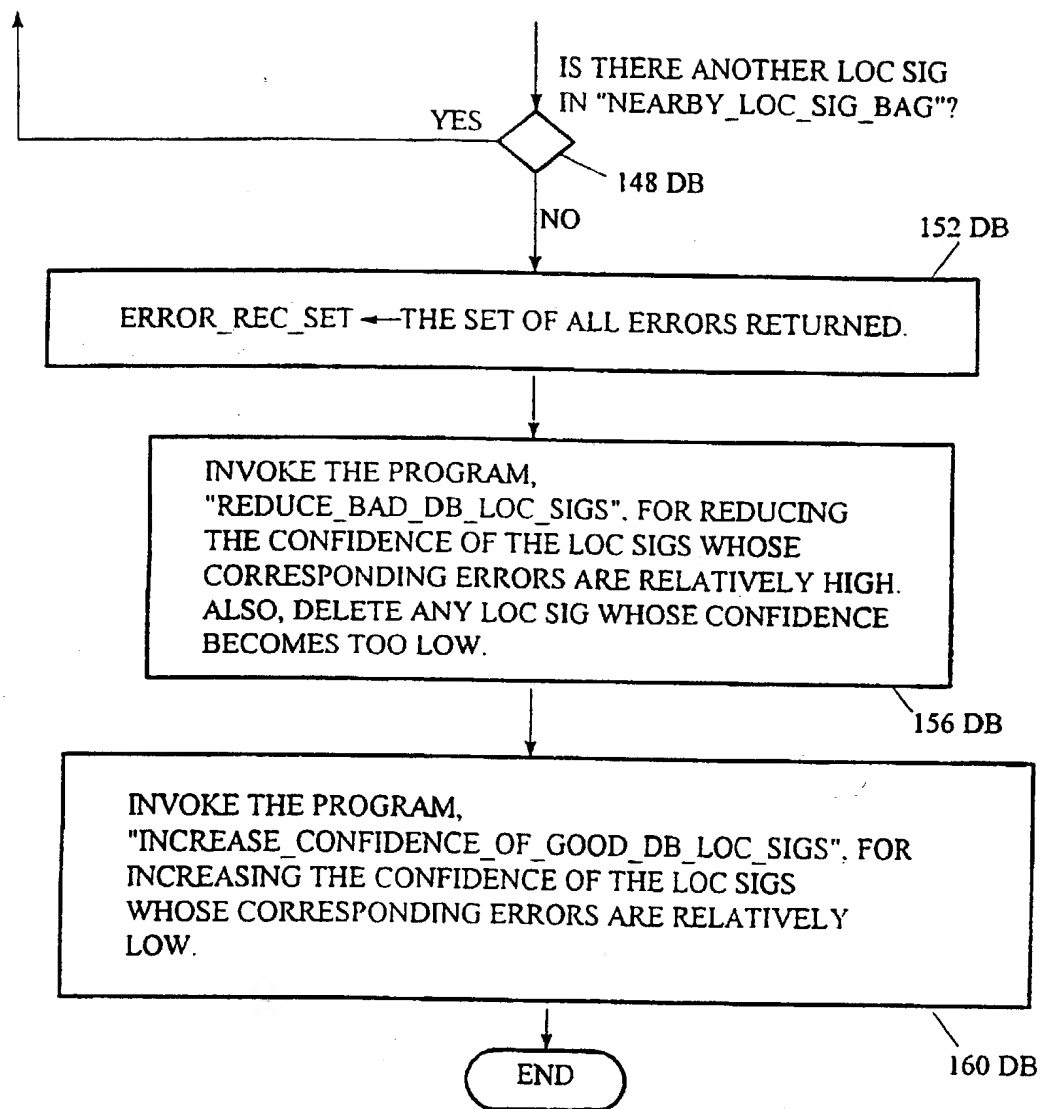 IS THERE ANOTHER LOC SIG
IN "NEARBY_LOC_SIG_BAG"?
YES
148 DB
NO
152 DB
ERROR_REC_SET ← THE SET OF ALL ERRORS RETURNED.
INVOKE THE PROGRAM,
"REDUCE_BAD_DB_LOC_SIGS". FOR REDUCING
THE CONFIDENCE OF THE LOC SIGS WHOSE
CORRESPONDING ERRORS ARE RELATIVELY HIGH.
ALSO, DELETE ANY LOC SIG WHOSE CONFIDENCE
BECOMES TOO LOW.
156 DB
INVOKE THE PROGRAM,
"INCREASE_CONFIDENCE_OF_GOOD_DB_LOC_SIGS". FOR
INCREASING THE CONFIDENCE OF THE LOC SIGS
WHOSE CORRESPONDING ERRORS ARE RELATIVELY
LOW.
160 DB
END